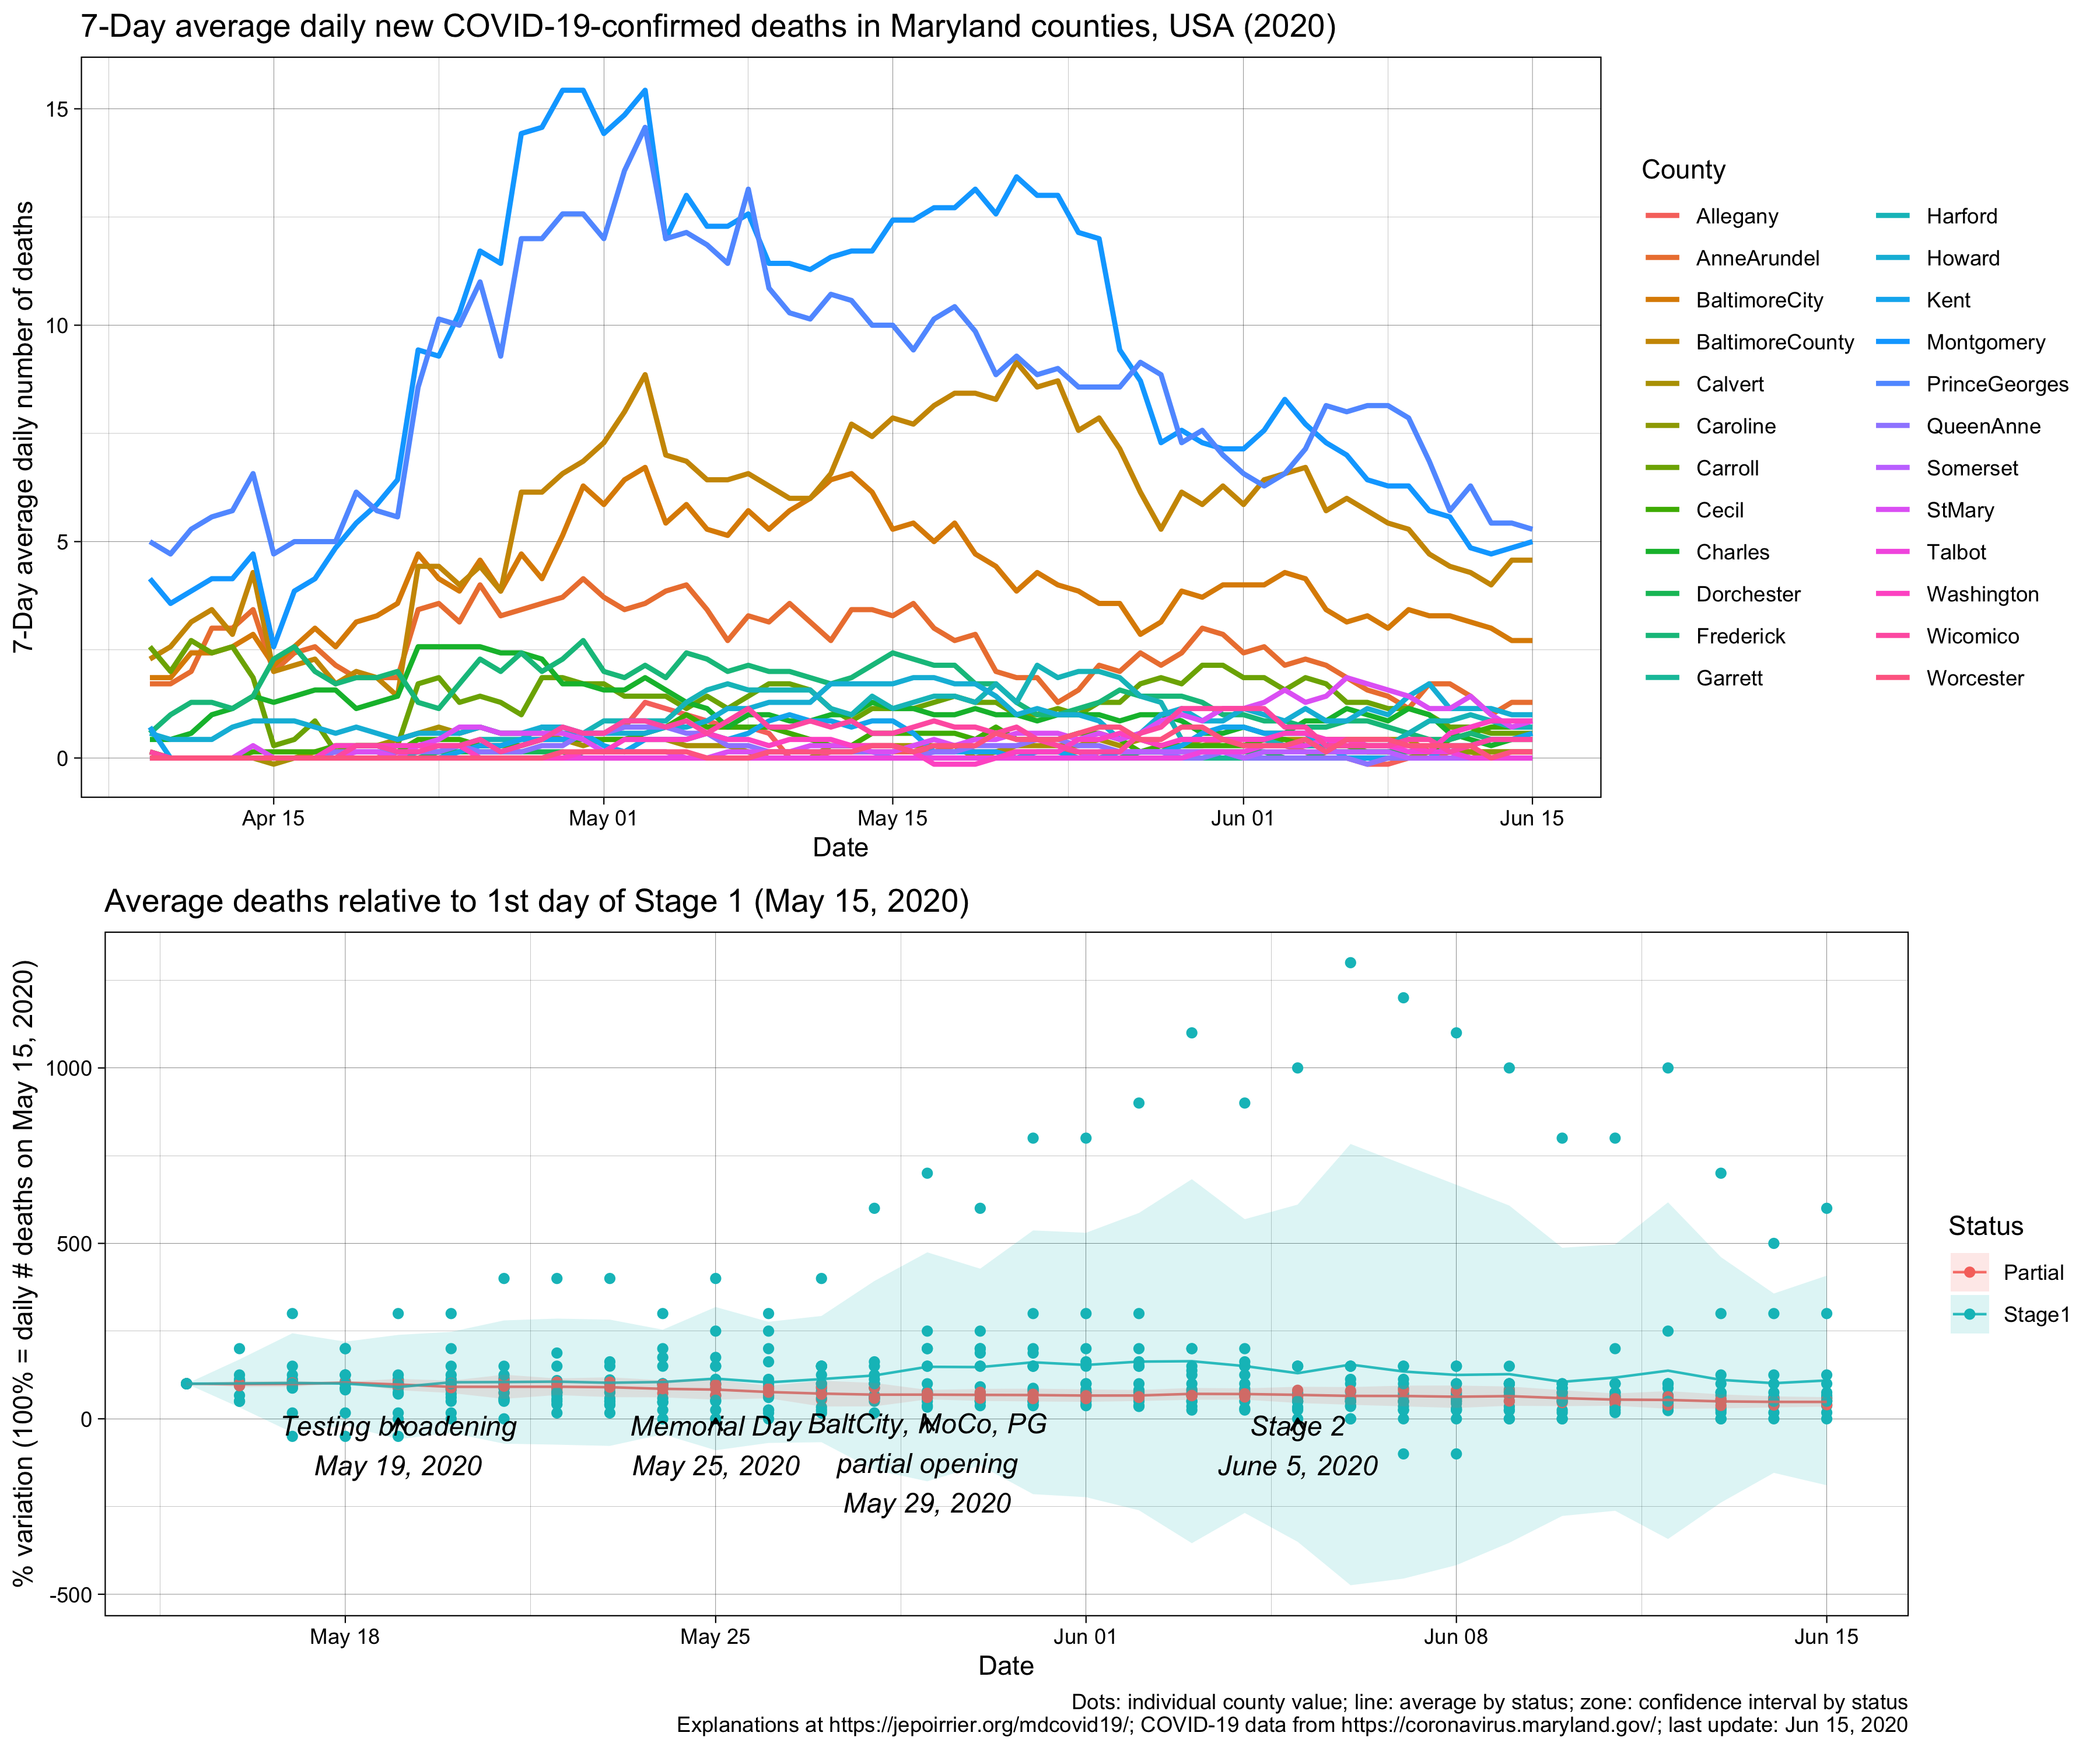 7-Day average daily new COVID-19-confirmed deaths in Maryland counties, USA (2020)
7-Day average daily number of deaths
15
10
5
0
Apr 15
May 01
May 15
Jun 01
Jun 15
Date
County
Allegany
AnneArundel
BaltimoreCity
BaltimoreCounty
Calvert
Caroline
Carroll
Cecil
Charles
Dorchester
Frederick
Garrett
Harford
Howard
Kent
Montgomery
PrinceGeorges
QueenAnne
Somerset
StMary
Talbot
Washington
Wicomico
Worcester
Average deaths relative to 1st day of Stage 1 (May 15, 2020)
% variation (100% = daily # deaths on May 15, 2020)
1000
500
0
-500
Testing broadening
May 19, 2020
Memorial Day
May 25, 2020
BaltCity, MoCo, PG
partial opening
May 29, 2020
Stage 2
June 5, 2020
May 18
May 25
Jun 01
Jun 08
Jun 15
Date
Status
Partial
Stage1
Dots: individual county value; line: average by status; zone: confidence interval by status
Explanations at https://jepoirrier.org/mdcovid19/; COVID-19 data from https://coronavirus.maryland.gov/; last update: Jun 15, 2020